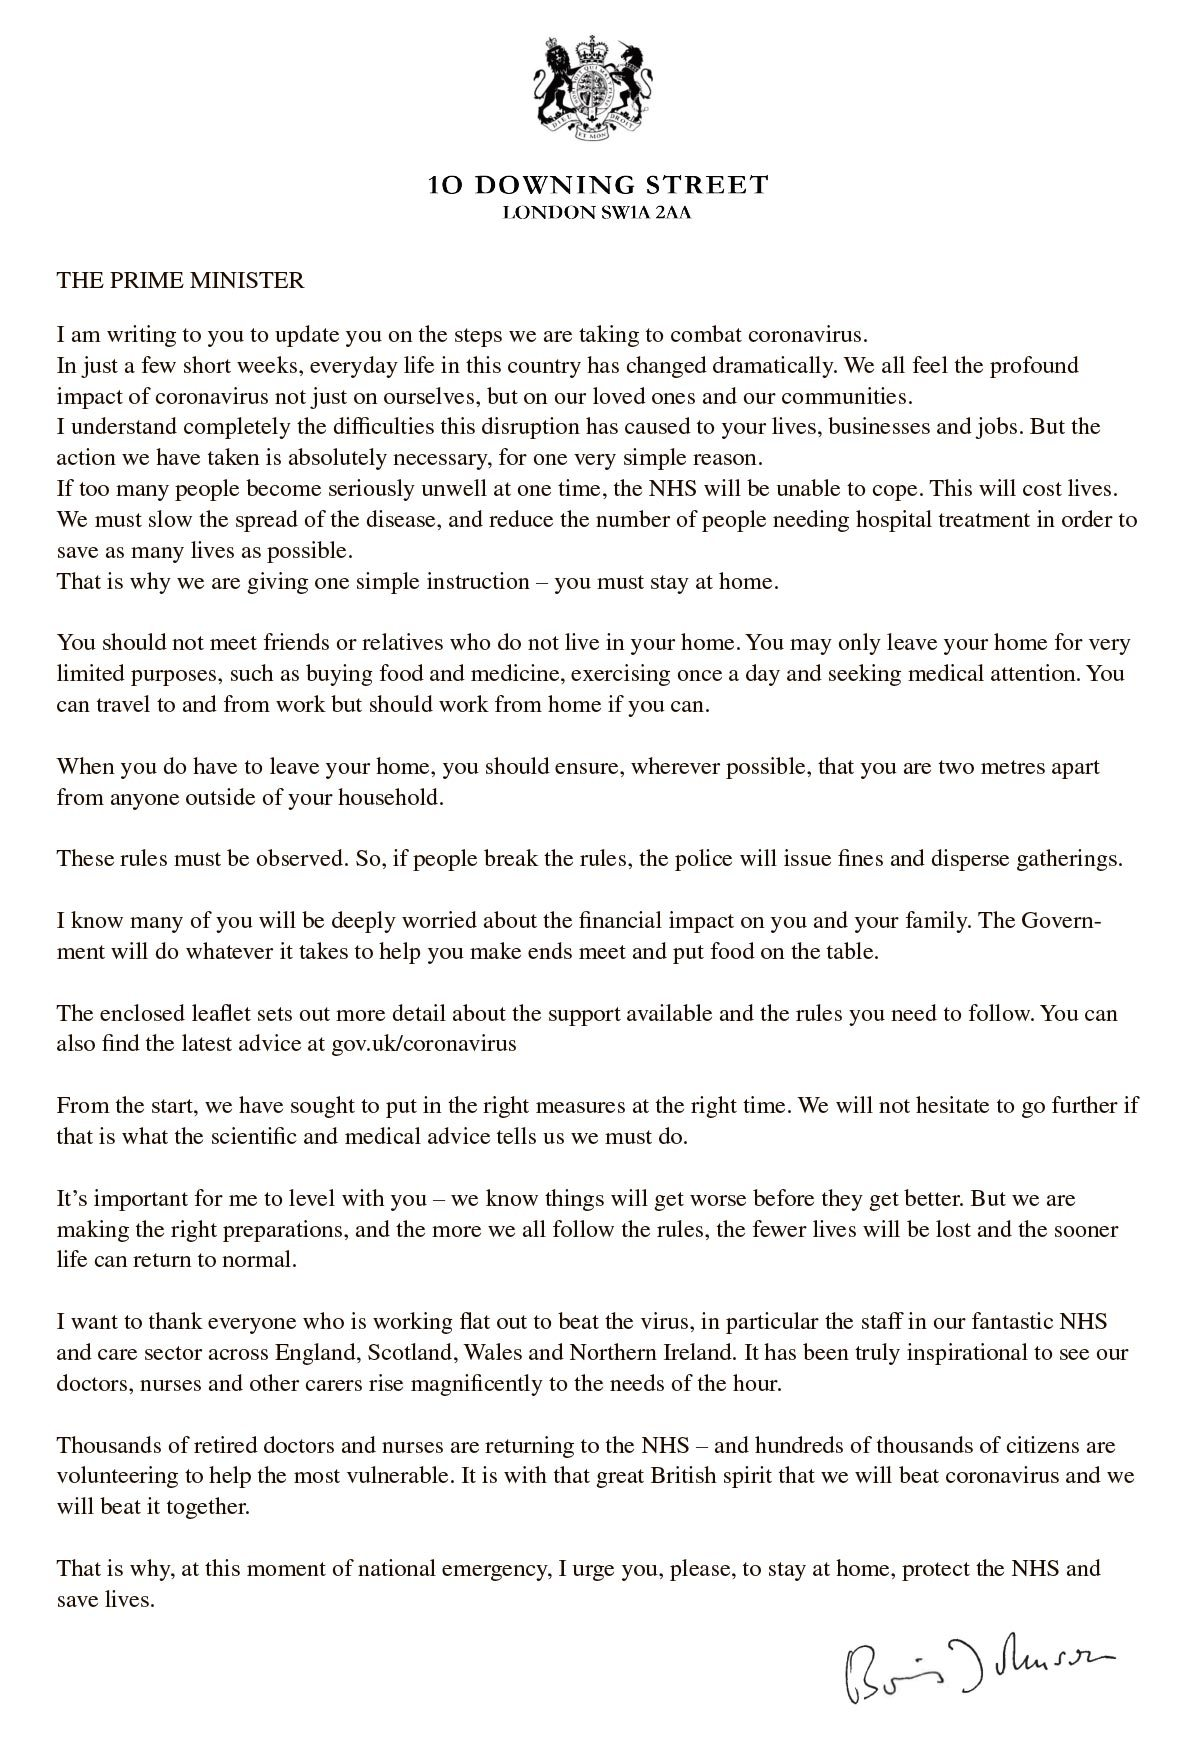 DIEU ET MON DROIT
10 DOWNING STREET
LONDON SW1A 2AA
THE PRIME MINISTER
I am writing to you to update you on the steps we are taking to combat coronavirus.
In just a few short weeks, everyday life in this country has changed dramatically. We all feel the profound
impact of coronavirus not just on ourselves, but on our loved ones and our communities.
I understand completely the difficulties this disruption has caused to your lives, businesses and jobs. But the
action we have taken is absolutely necessary, for one very simple reason.
If too many people become seriously unwell at one time, the NHS will be unable to cope. This will cost lives.
We must slow the spread of the disease, and reduce the number of people needing hospital treatment in order to
save as many lives as possible.
That is why we are giving one simple instruction – you must stay at home.
You should not meet friends or relatives who do not live in your home. You may only leave your home for very
limited purposes, such as buying food and medicine, exercising once a day and seeking medical attention. You
can travel to and from work but should work from home if you can.
When you do have to leave your home, you should ensure, wherever possible, that you are two metres apart
from anyone outside of your household.
These rules must be observed. So, if people break the rules, the police will issue fines and disperse gatherings.
I know many of you will be deeply worried about the financial impact on you and your family. The Govern-
ment will do whatever it takes to help you make ends meet and put food on the table.
The enclosed leaflet sets out more detail about the support available and the rules you need to follow. You can
also find the latest advice at gov.uk/coronavirus
From the start, we have sought to put in the right measures at the right time. We will not hesitate to go further if
that is what the scientific and medical advice tells us we must do.
It’s important for me to level with you – we know things will get worse before they get better. But we are
making the right preparations, and the more we all follow the rules, the fewer lives will be lost and the sooner
life can return to normal.
I want to thank everyone who is working flat out to beat the virus, in particular the staff in our fantastic NHS
and care sector across England, Scotland, Wales and Northern Ireland. It has been truly inspirational to see our
doctors, nurses and other carers rise magnificently to the needs of the hour.
Thousands of retired doctors and nurses are returning to the NHS – and hundreds of thousands of citizens are
volunteering to help the most vulnerable. It is with that great British spirit that we will beat coronavirus and we
will beat it together.
That is why, at this moment of national emergency, I urge you, please, to stay at home, protect the NHS and
save lives.
Boris Johnson